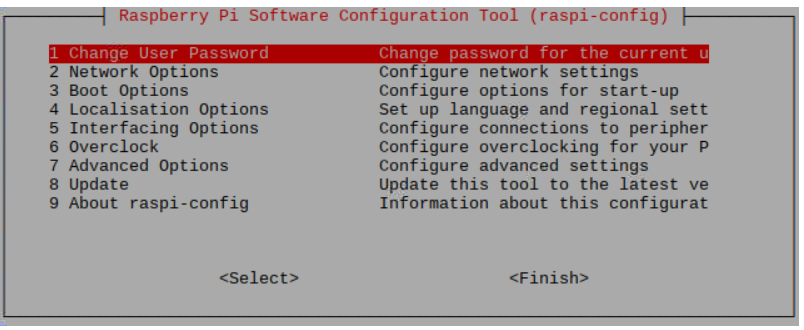 Raspberry Pi Software Configuration Tool (raspi-config)
1 Change User Password Change password for the current u
2 Network Options Configure network settings
3 Boot Options Configure options for start-up
4 Localisation Options Set up language and regional sett
5 Interfacing Options Configure connections to peripher
6 Overclock Configure overclocking for your P
7 Advanced Options Configure advanced settings
8 Update Update this tool to the latest ve
9 About raspi-config Information about this configurat
<Select> <Finish>